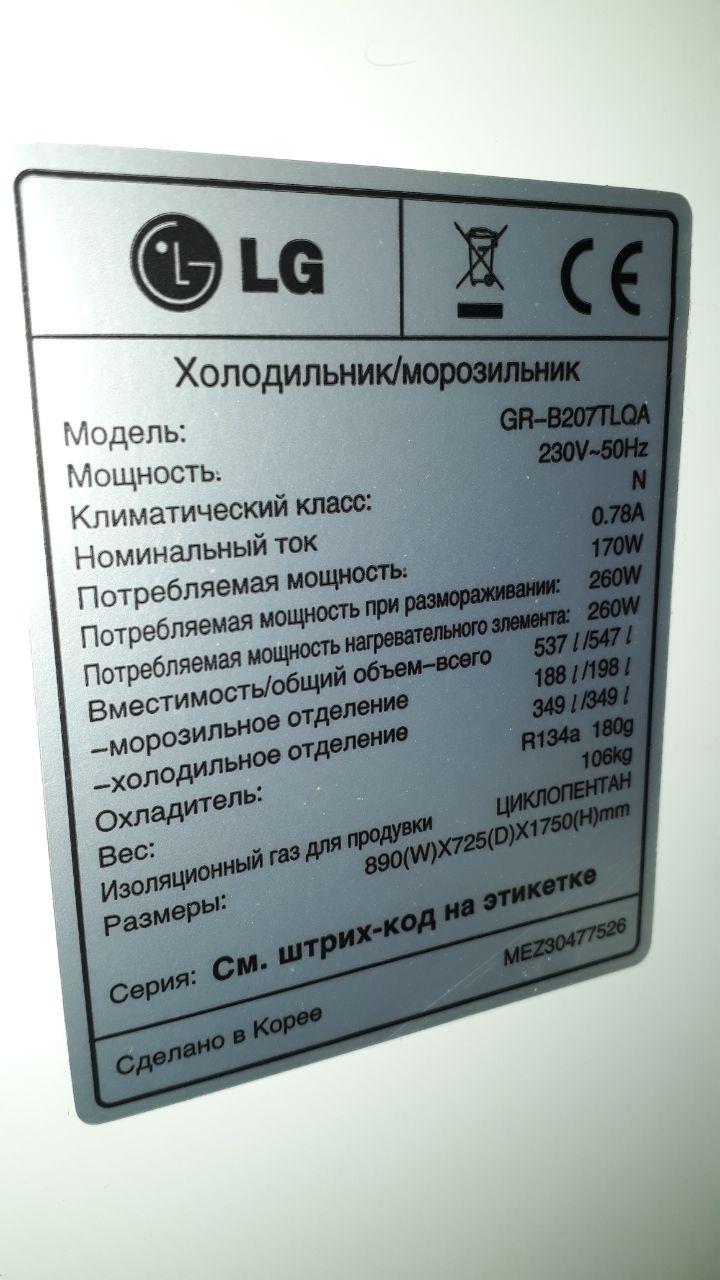 LG
CE
Холодильник/морозильник
Модель: GR-B207TLQA
Мощность: 230V~50Hz
Климатический класс: N
Номинальный ток 0.78A
Потребляемая мощность: 170W
Потребляемая мощность при размораживании: 260W
Потребляемая мощность нагревательного злемента: 260W
Вместимость/общий объем-всего 537 l/547 l
-морозильное отделение 188 l/198 l
-холодильное отделение 349 l/349 l
Охладитель: R134a 180g
Вес: 106kg
Изоляционный газ для продувки ЦИКЛОПЕНТАН
Размеры: 890(W)X725(D)X1750(H)mm
Серия: См. штрих-код на этикетке
MEZ30477526
Сделано в Корее